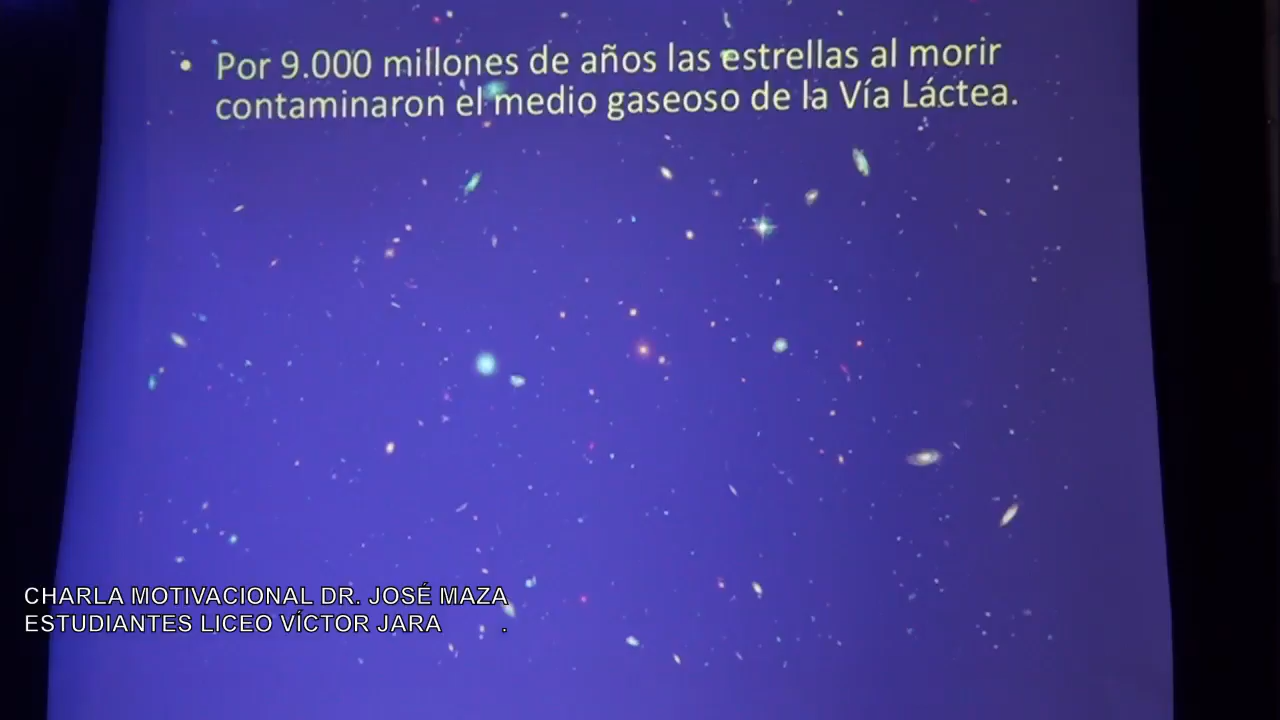 • Por 9.000 millones de años las estrellas al morir
contaminaron el medio gaseoso de la Vía Láctea.
CHARLA MOTIVACIONAL DR. JOSÉ MAZA
ESTUDIANTES LICEO VÍCTOR JARA .